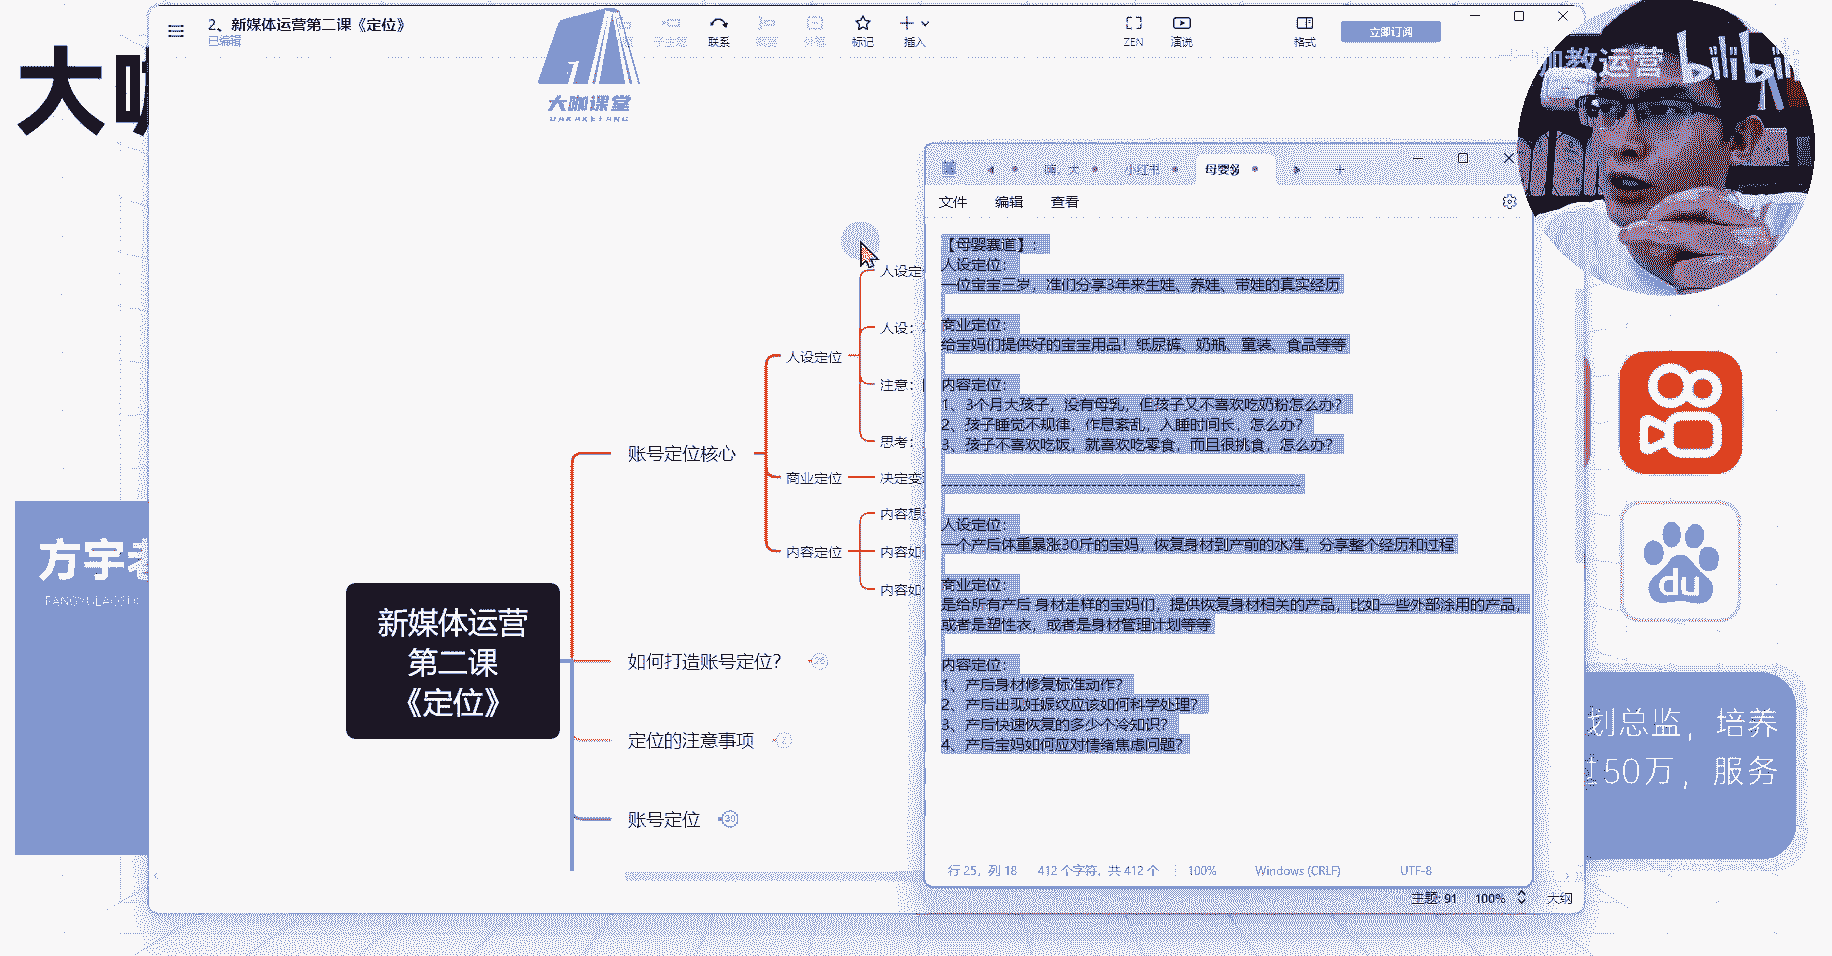 2、新媒体运营第二课《定位》
已编辑
子主题
联系
概要
外框
标记
插入
ZEN
演说
格式
立即订阅
大咖课堂
DAKAKETANG
咖教运营
bilibili
大咖
方宇老
FANGYULAOSHI
新媒体运营
第二课
《定位》
账号定位核心
人设定位
人设定
人设：
注意：
思考：
商业定位
决定变
内容定位
内容想
内容如
内容如
如何打造账号定位？
26
定位的注意事项
7
账号定位
39
嗨，大
小红书
母婴赛
文件
编辑
查看
【母婴赛道】：
人设定位：
一位宝宝三岁，准们分享3年来生娃、养娃、带娃的真实经历
商业定位：
给宝妈们提供好的宝宝用品！纸尿裤、奶瓶、童装、食品等等
内容定位：
1、3个月大孩子，没有母乳，但孩子又不喜欢吃奶粉怎么办？
2、孩子睡觉不规律，作息紊乱，入睡时间长，怎么办？
3、孩子不喜欢吃饭，就喜欢吃零食，而且很挑食，怎么办？
人设定位：
一个产后体重暴涨30斤的宝妈，恢复身材到产前的水准，分享整个经历和过程
商业定位：
是给所有产后 身材走样的宝妈们，提供恢复身材相关的产品，比如一些外部涂用的产品，
或者是塑性衣，或者是身材管理计划等等
内容定位：
1、产后身材修复标准动作？
2、产后出现妊娠纹应该如何科学处理？
3、产后快速恢复的多少个冷知识？
4、产后宝妈如何应对情绪焦虑问题？
行 25，列 18
412 个字符，共 412 个
100%
Windows (CRLF)
UTF-8
主题: 91
100%
大纲
du
划总监，培养
过50万，服务